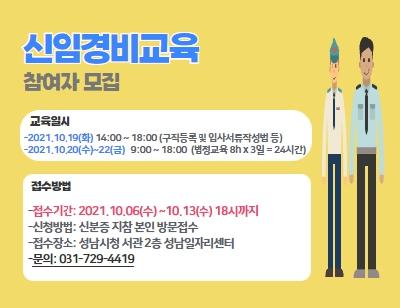 신임경비교육
참여자 모집
교육일시
-2021.10.19(화) 14:00 ~ 18:00 (구직등록 및 입사서류작성법 등)
-2021.10.20(수)~22(금) 9:00 ~ 18:00 (법정교육 8h x 3일 = 24시간)
접수방법
-접수기간: 2021.10.06(수) ~10.13(수) 18시까지
-신청방법: 신분증 지참 본인 방문접수
-접수장소: 성남시청 서관 2층 성남일자리센터
-문의: 031-729-4419